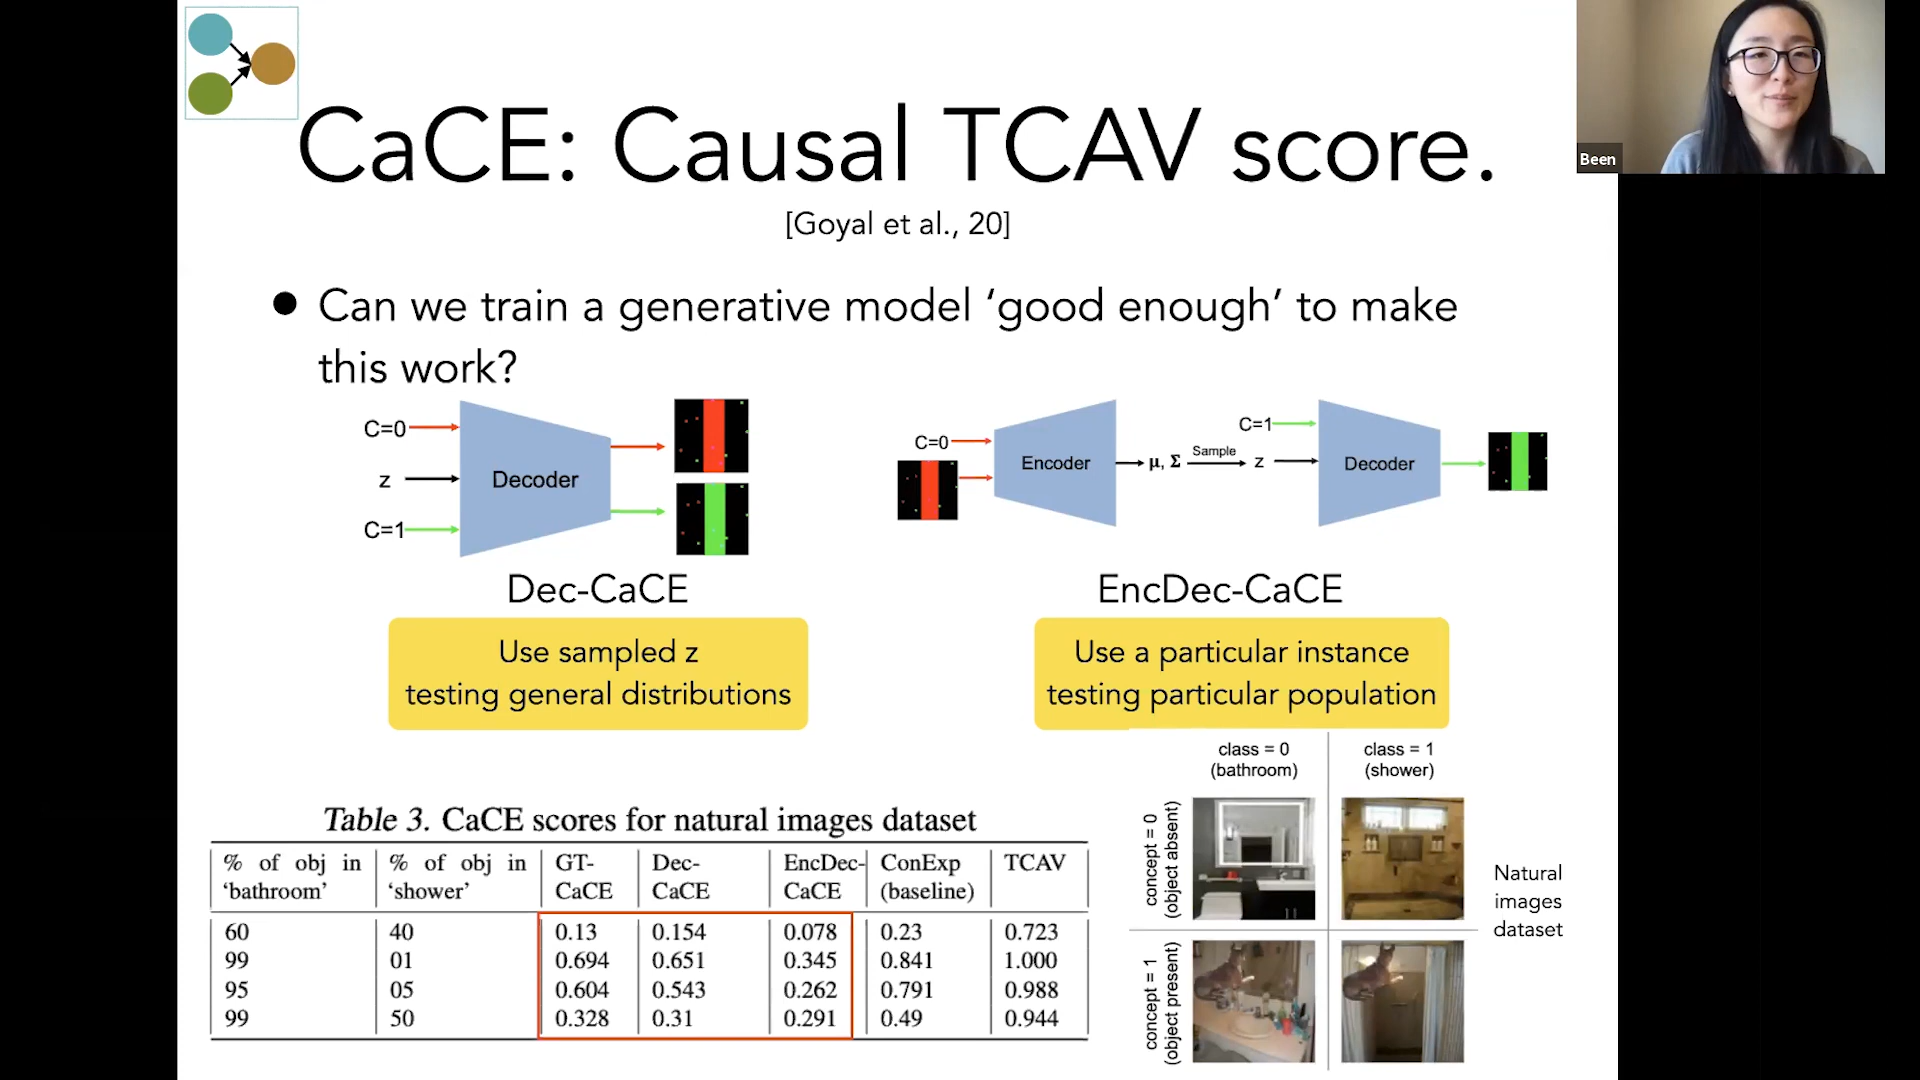 CaCE: Causal TCAV score.
Been
[Goyal et al., 20]
● Can we train a generative model ‘good enough’ to make
this work?
C=0
z
C=1
Decoder
C=0
Encoder
μ, Σ
Sample
z
C=1
Decoder
Dec-CaCE
EncDec-CaCE
Use sampled z
testing general distributions
Use a particular instance
testing particular population
Table 3. CaCE scores for natural images dataset
% of obj in ‘bathroom’ | % of obj in ‘shower’ | GT-CaCE | Dec-CaCE | EncDec-CaCE | ConExp (baseline) | TCAV
60 40 0.13 0.154 0.078 0.23 0.723
99 01 0.694 0.651 0.345 0.841 1.000
95 05 0.604 0.543 0.262 0.791 0.988
99 50 0.328 0.31 0.291 0.49 0.944
class = 0
(bathroom)
class = 1
(shower)
concept = 0
(object absent)
concept = 1
(object present)
Natural
images
dataset